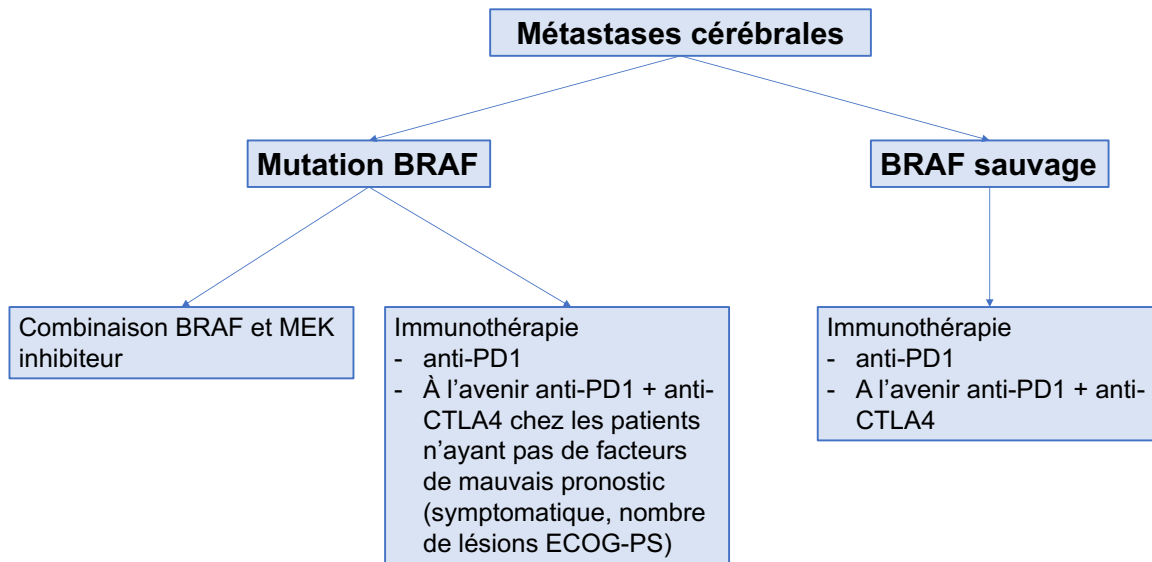 Métastases cérébrales
Mutation BRAF
BRAF sauvage
Combinaison BRAF et MEK
inhibiteur
Immunothérapie
- anti-PD1
- À l’avenir anti-PD1 + anti-
CTLA4 chez les patients
n’ayant pas de facteurs
de mauvais pronostic
(symptomatique, nombre
de lésions ECOG-PS)
Immunothérapie
- anti-PD1
- A l’avenir anti-PD1 + anti-
CTLA4